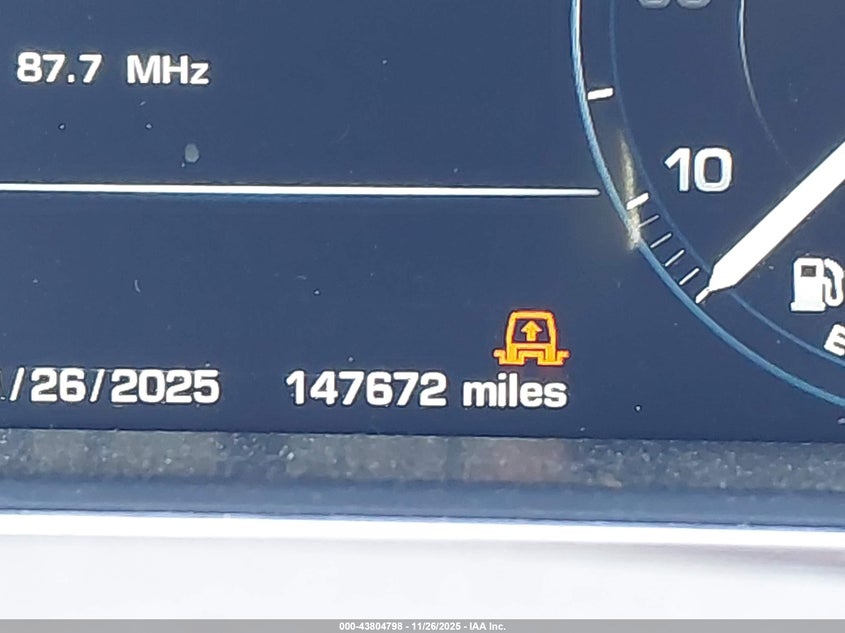 87.7 MHz
10
/26/2025 147672 miles
000-43804798 - 11/26/2025 - IAA Inc.